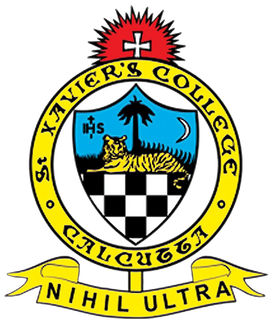 St XAVIER'S COLLEGE
CALCUTTA
IHS
NIHIL ULTRA